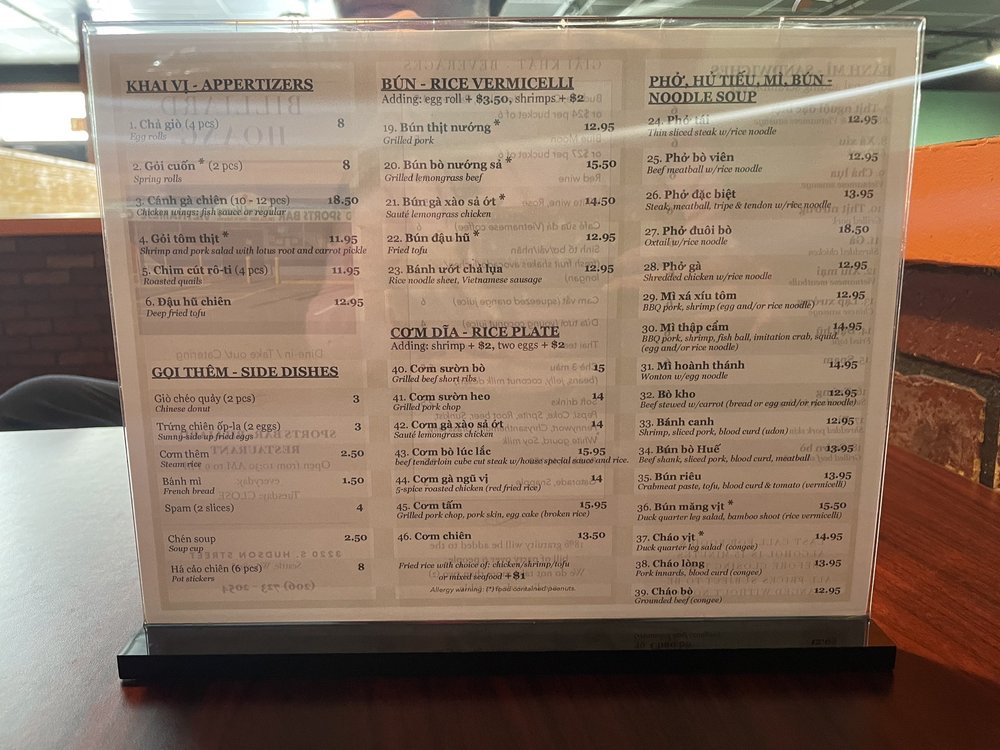 KHAI VỊ - APPERTIZERS
1. Chả giò (4 pcs) 8
Egg rolls
2. Gỏi cuốn * (2 pcs) 8
Spring rolls
3. Cánh gà chiên (10 - 12 pcs) 18.50
Chicken wings: fish sauce or regular
4. Gỏi tôm thịt * 11.95
Shrimp and pork salad with lotus root and carrot pickle
5. Chim cút rô-ti (4 pcs) 11.95
Roasted quails
6. Đậu hũ chiên 12.95
Deep fried tofu
GỌI THÊM - SIDE DISHES
Giò chéo quảy (2 pcs) 3
Chinese donut
Trứng chiên ốp-la (2 eggs) 3
Sunny-side up fried eggs
Cơm thêm 2.50
Steam rice
Bánh mì 1.50
French bread
Spam (2 slices) 4
Chén soup 2.50
Soup cup
Há cảo chiên (6 pcs) 8
Pot stickers
BÚN - RICE VERMICELLI
Adding: egg roll + $3.50, shrimps + $2
19. Bún thịt nướng * 12.95
Grilled pork
20. Bún bò nướng sả * 15.50
Grilled lemongrass beef
21. Bún gà xào sả ớt * 14.50
Sauté lemongrass chicken
22. Bún đậu hũ * 12.95
Fried tofu
23. Bánh ướt chả lụa 12.95
Rice noodle sheet, Vietnamese sausage
CƠM DĨA - RICE PLATE
Adding: shrimp + $2, two eggs + $2
40. Cơm sườn bò 15
Grilled beef short ribs
41. Cơm sườn heo 14
Grilled pork chop
42. Cơm gà xào sả ớt 14
Sauté lemongrass chicken
43. Cơm bò lúc lắc 15.95
beef tenderloin cube cut steak w/house special sauce and rice.
44. Cơm gà ngũ vị 14
5-spice roasted chicken (red fried rice)
45. Cơm tấm 15.95
Grilled pork chop, pork skin, egg cake (broken rice)
46. Cơm chiên 13.50
Fried rice with choice of: chicken/shrimp/tofu
or mixed seafood +$1
Allergy warning: (*) food contained peanuts.
PHỞ, HỦ TIẾU, MÌ, BÚN -
NOODLE SOUP
24. Phở tái 12.95
Thin sliced steak w/rice noodle
25. Phở bò viên 12.95
Beef meatball w/rice noodle
26. Phở đặc biệt 13.95
Steak, meatball, tripe & tendon w/rice noodle
27. Phở đuôi bò 18.50
Oxtail w/rice noodle
28. Phở gà 12.95
Shredded chicken w/rice noodle
29. Mì xá xíu tôm 12.95
BBQ pork, shrimp (egg and/or rice noodle)
30. Mì thập cẩm 14.95
BBQ pork, shrimp, fish ball, imitation crab, squid.
(egg and/or rice noodle)
31. Mì hoành thánh 14.95
Wonton w/egg noodle
32. Bò kho 12.95
Beef stewed w/carrot (bread or egg and/or rice noodle)
33. Bánh canh 12.95
Shrimp, sliced pork, blood curd (udon)
34. Bún bò Huế 13.95
Beef shank, sliced pork, blood curd, meatball
35. Bún riêu 13.95
Crabmeat paste, tofu, blood curd & tomato (vermicelli)
36. Bún măng vịt * 15.50
Duck quarter leg salad, bamboo shoot (rice vermicelli)
37. Cháo vịt * 14.95
Duck quarter leg salad (congee)
38. Cháo lòng 13.95
Pork innards, blood curd (congee)
39. Cháo bò 12.95
Grounded beef (congee)